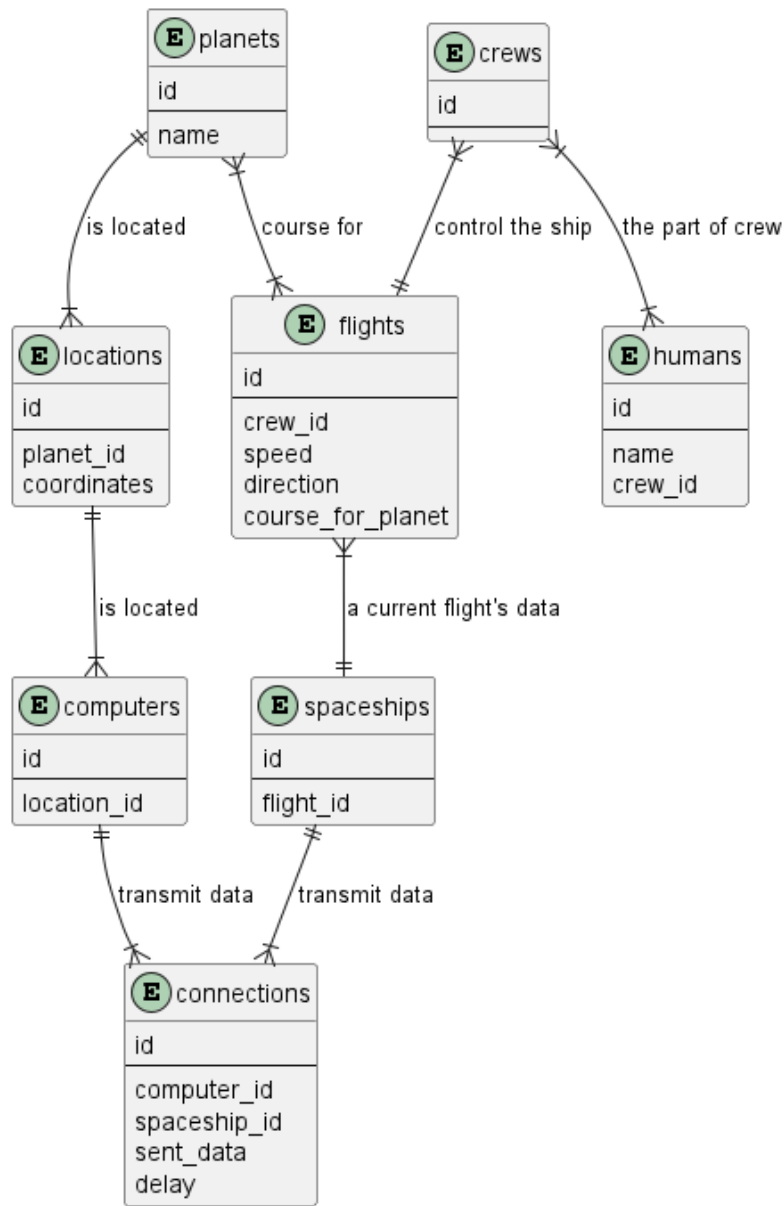 E planets
id
name
E crews
id
is located
course for
control the ship
the part of crew
E locations
id
planet_id
coordinates
E flights
id
crew_id
speed
direction
course_for_planet
E humans
id
name
crew_id
is located
a current flight's data
E computers
id
location_id
E spaceships
id
flight_id
transmit data
transmit data
E connections
id
computer_id
spaceship_id
sent_data
delay